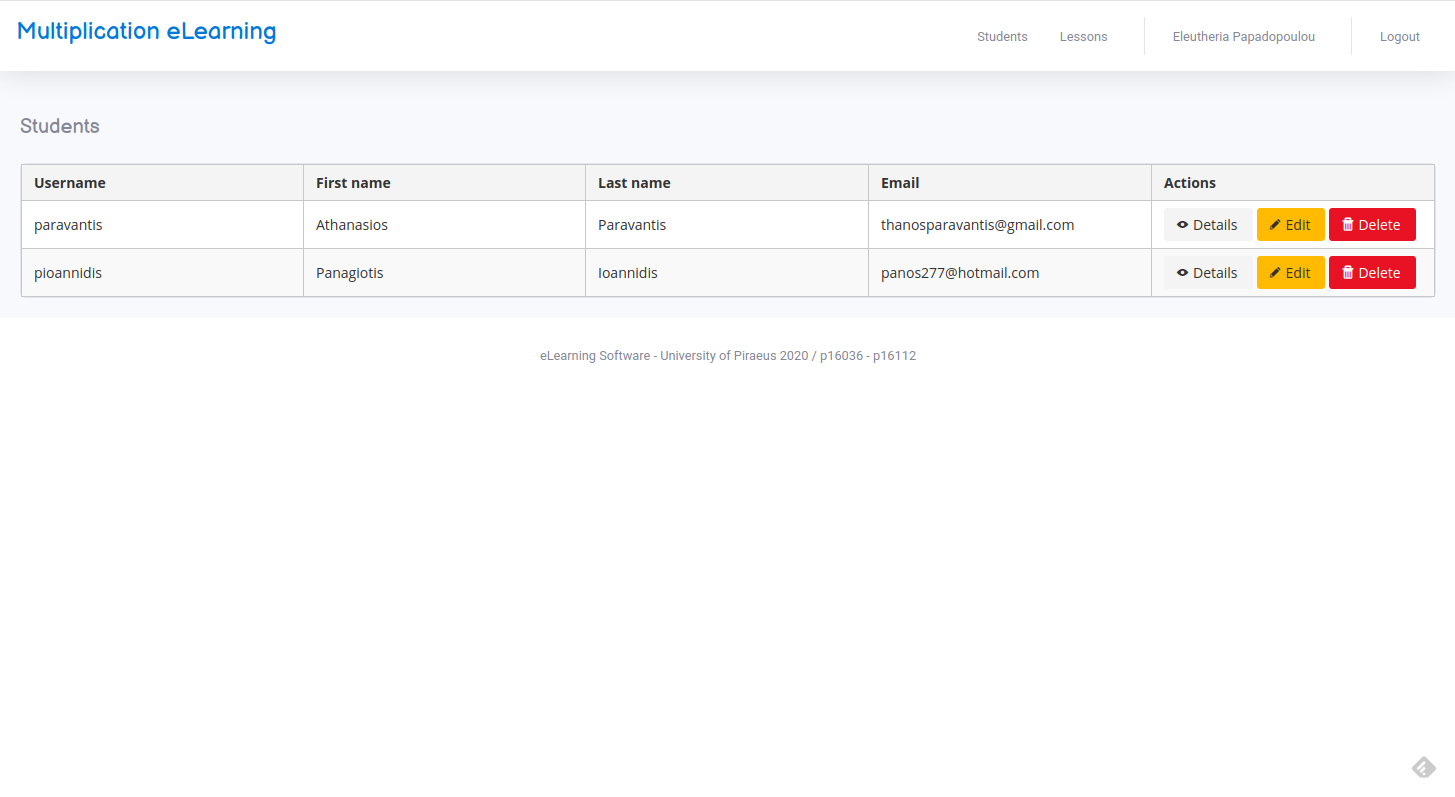 Multiplication eLearning
Students Lessons Eleutheria Papadopoulou Logout
Students
Username First name Last name Email Actions
paravantis Athanasios Paravantis thanosparavantis@gmail.com Details Edit Delete
pioannidis Panagiotis Ioannidis panos277@hotmail.com Details Edit Delete
eLearning Software - University of Piraeus 2020 / p16036 - p16112